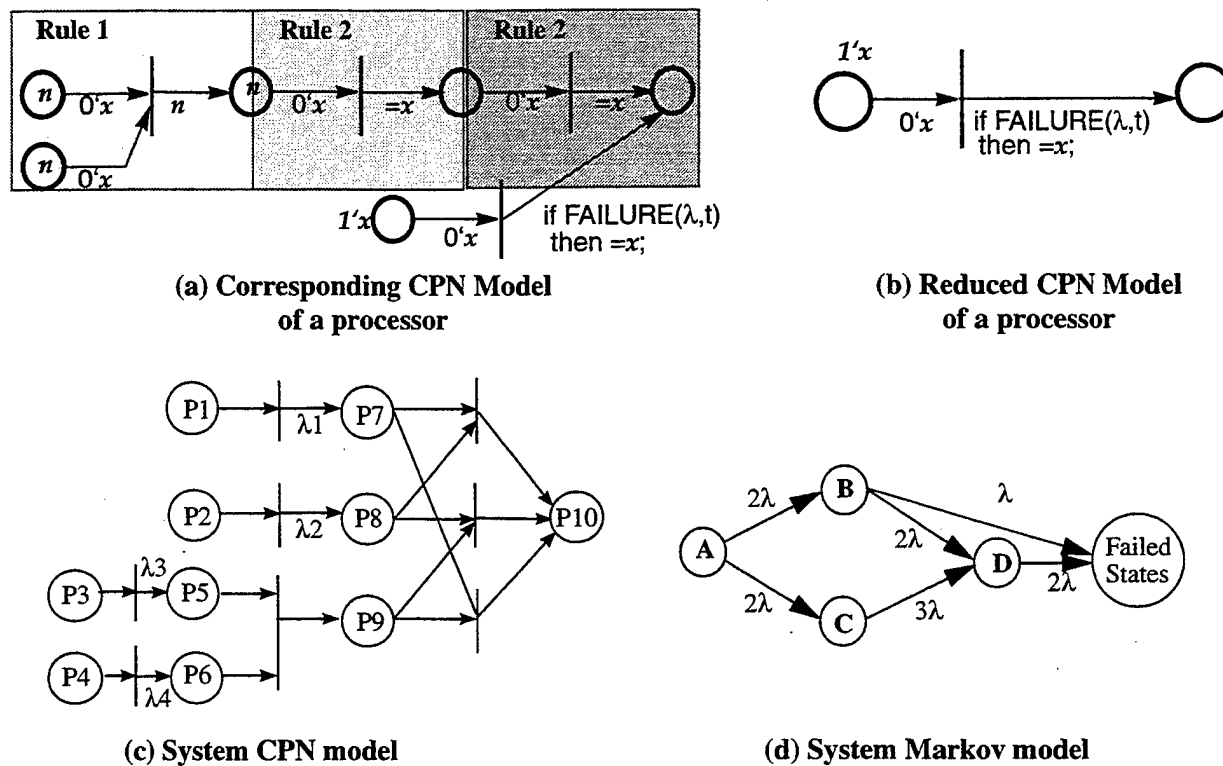 Rule 1 Rule 2 Rule 2
n 0‘x n n 0‘x =x 0‘x =x
n 0‘x
1‘x 0‘x if FAILURE(λ,t)
then =x;
(a) Corresponding CPN Model
of a processor
1‘x
0‘x if FAILURE(λ,t)
then =x;
(b) Reduced CPN Model
of a processor
P1 λ1 P7
P2 λ2 P8 P10
P3 λ3 P5
P9
P4 λ4 P6
(c) System CPN model
2λ B λ
A 2λ D 2λ Failed
States
2λ C 3λ
(d) System Markov model